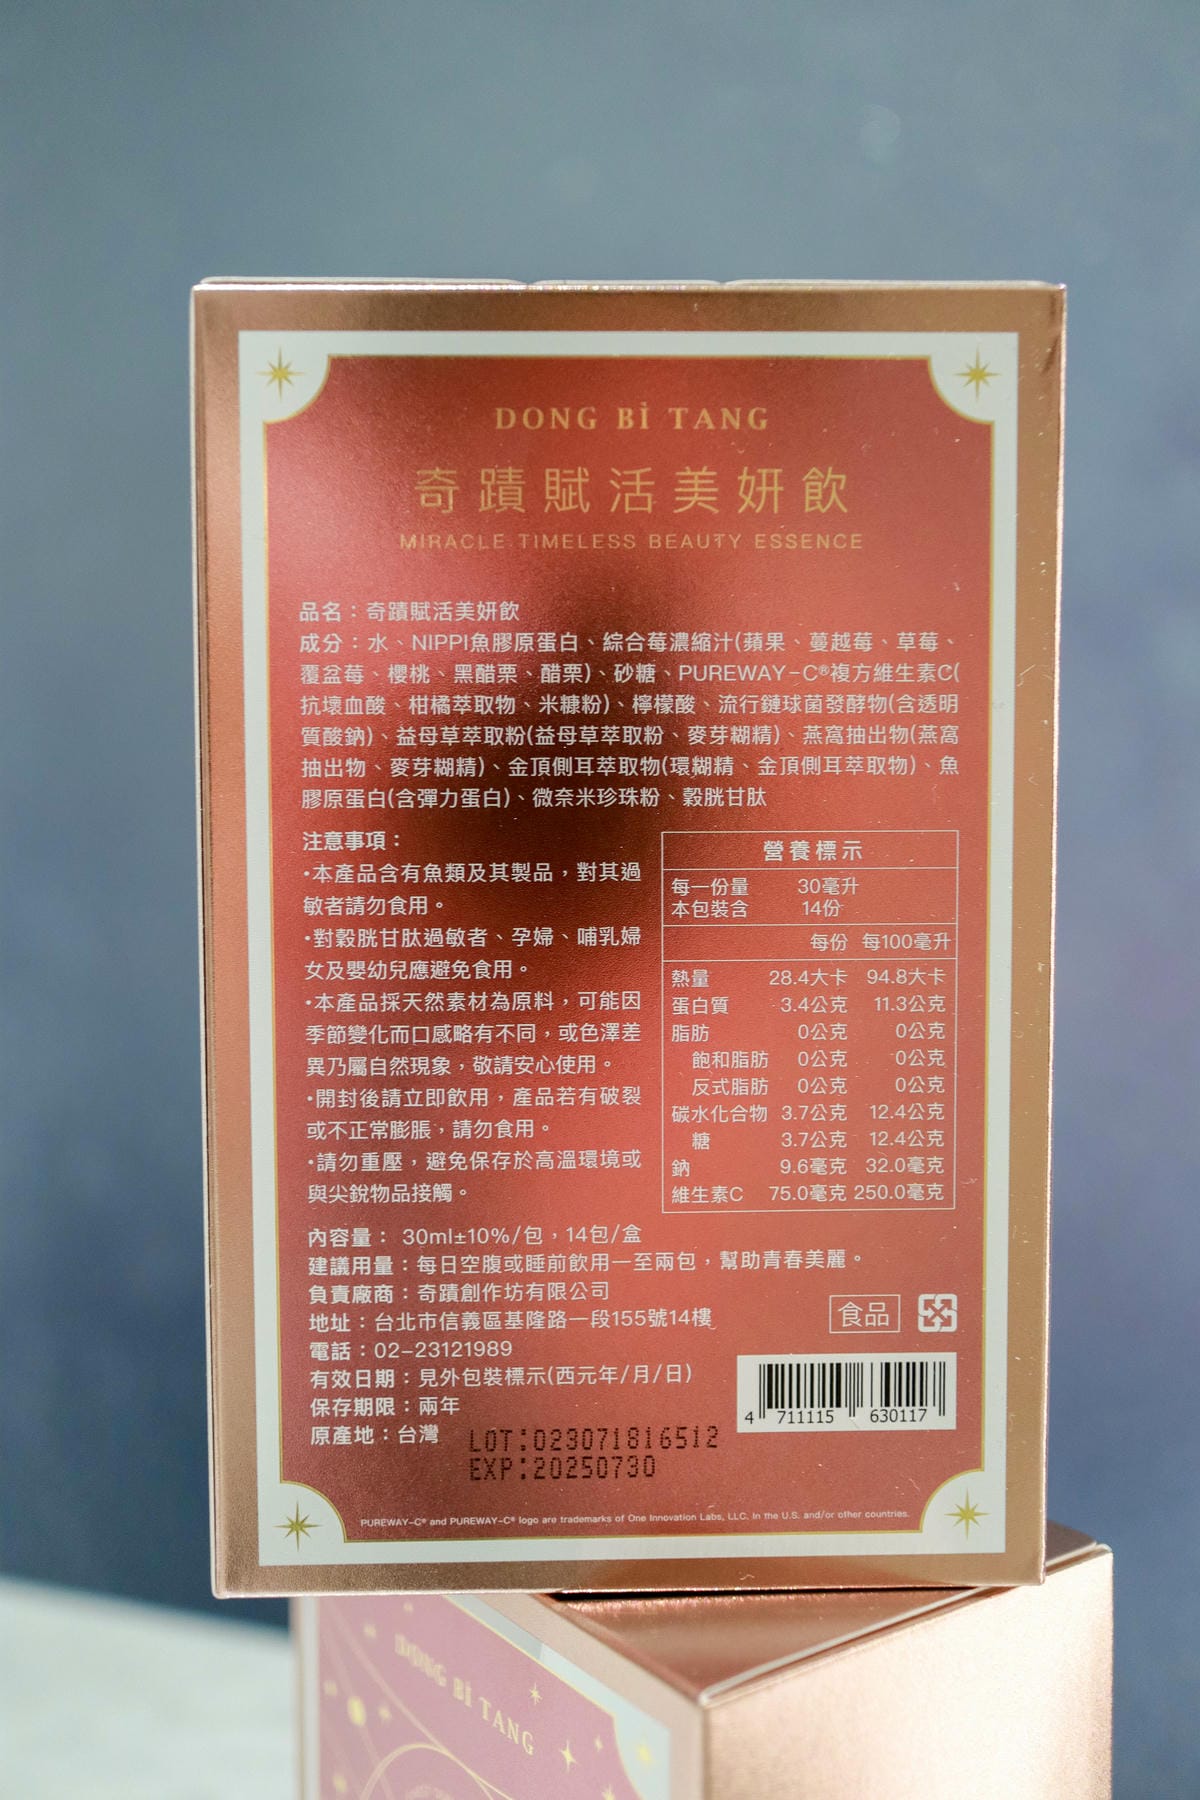 DONG BÌ TANG
奇蹟賦活美妍飲
MIRACLE TIMELESS BEAUTY ESSENCE
品名：奇蹟賦活美妍飲
成分：水、NIPPI魚膠原蛋白、綜合莓濃縮汁(蘋果、蔓越莓、草莓、
覆盆莓、櫻桃、黑醋栗、醋栗)、砂糖、PUREWAY-C®複方維生素C(
抗壞血酸、柑橘萃取物、米糠粉)、檸檬酸、流行鏈球菌發酵物(含透明
質酸鈉)、益母草萃取粉(益母草萃取粉、麥芽糊精)、燕窩抽出物(燕窩
抽出物、麥芽糊精)、金頂側耳萃取物(環糊精、金頂側耳萃取物)、魚
膠原蛋白(含彈力蛋白)、微奈米珍珠粉、穀胱甘肽
注意事項：
•本產品含有魚類及其製品，對其過
敏者請勿食用。
•對穀胱甘肽過敏者、孕婦、哺乳婦
女及嬰幼兒應避免食用。
•本產品採天然素材為原料，可能因
季節變化而口感略有不同，或色澤差
異乃屬自然現象，敬請安心使用。
•開封後請立即飲用，產品若有破裂
或不正常膨脹，請勿食用。
•請勿重壓，避免保存於高溫環境或
與尖銳物品接觸。
營養標示
每一份量 30毫升
本包裝含 14份
每份 每100毫升
熱量 28.4大卡 94.8大卡
蛋白質 3.4公克 11.3公克
脂肪 0公克 0公克
飽和脂肪 0公克 0公克
反式脂肪 0公克 0公克
碳水化合物 3.7公克 12.4公克
糖 3.7公克 12.4公克
鈉 9.6毫克 32.0毫克
維生素C 75.0毫克 250.0毫克
內容量： 30ml±10%/包，14包/盒
建議用量：每日空腹或睡前飲用一至兩包，幫助青春美麗。
負責廠商：奇蹟創作坊有限公司
地址：台北市信義區基隆路一段155號14樓
電話：02-23121989
有效日期：見外包裝標示(西元年/月/日)
保存期限：兩年
原產地：台灣
食品
4 711115 630117
LOT:023071816512
EXP:20250730
PUREWAY-C® and PUREWAY-C® logo are trademarks of One Innovation Labs, LLC. In the U.S. and/or other countries.
DONG BÌ TANG